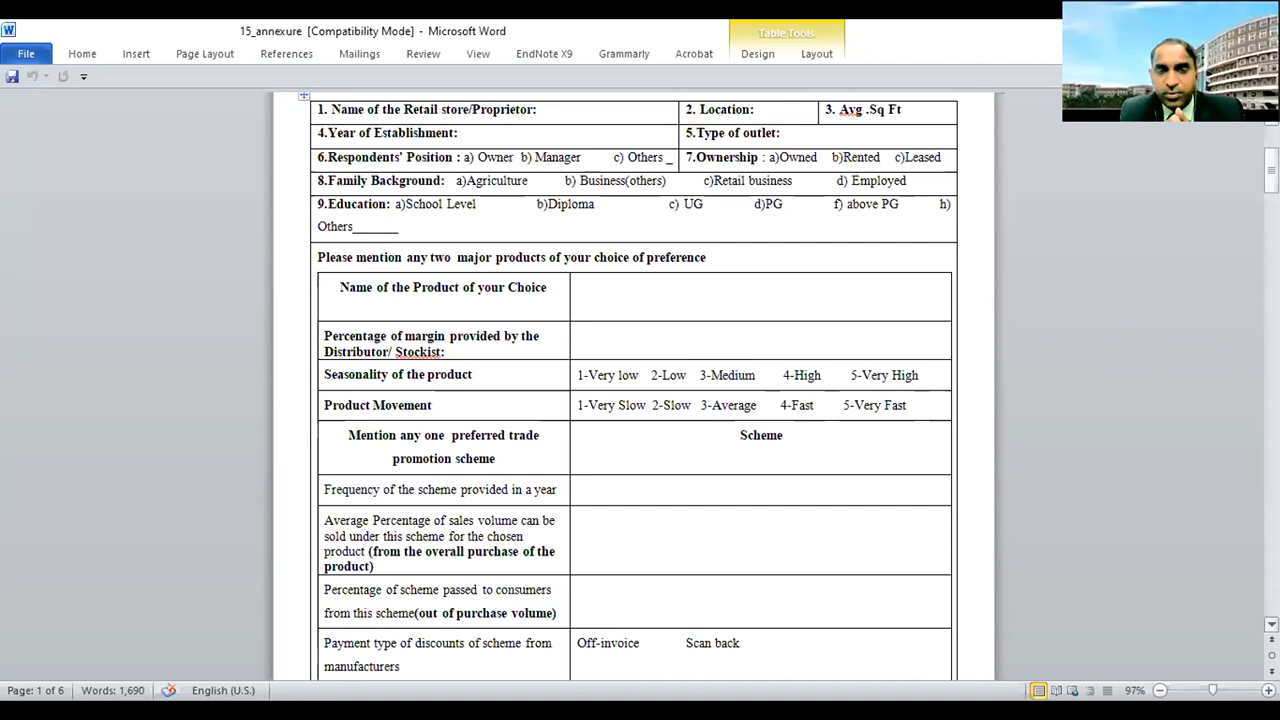 15_annexure [Compatibility Mode] - Microsoft Word
Table Tools
File Home Insert Page Layout References Mailings Review View EndNote X9 Grammarly Acrobat Design Layout
1. Name of the Retail store/Proprietor: 2. Location: 3. Avg .Sq Ft
4.Year of Establishment: 5.Type of outlet:
6.Respondents' Position : a) Owner b) Manager c) Others _ 7.Ownership : a)Owned b)Rented c)Leased
8.Family Background: a)Agriculture b) Business(others) c)Retail business d) Employed
9.Education: a)School Level b)Diploma c) UG d)PG f) above PG h)
Others_______
Please mention any two major products of your choice of preference
Name of the Product of your Choice
Percentage of margin provided by the
Distributor/ Stockist:
Seasonality of the product 1-Very low 2-Low 3-Medium 4-High 5-Very High
Product Movement 1-Very Slow 2-Slow 3-Average 4-Fast 5-Very Fast
Mention any one preferred trade Scheme
promotion scheme
Frequency of the scheme provided in a year
Average Percentage of sales volume can be
sold under this scheme for the chosen
product (from the overall purchase of the
product)
Percentage of scheme passed to consumers
from this scheme(out of purchase volume)
Payment type of discounts of scheme from Off-invoice Scan back
manufacturers
Page: 1 of 6 Words: 1,690 English (U.S.) 97%